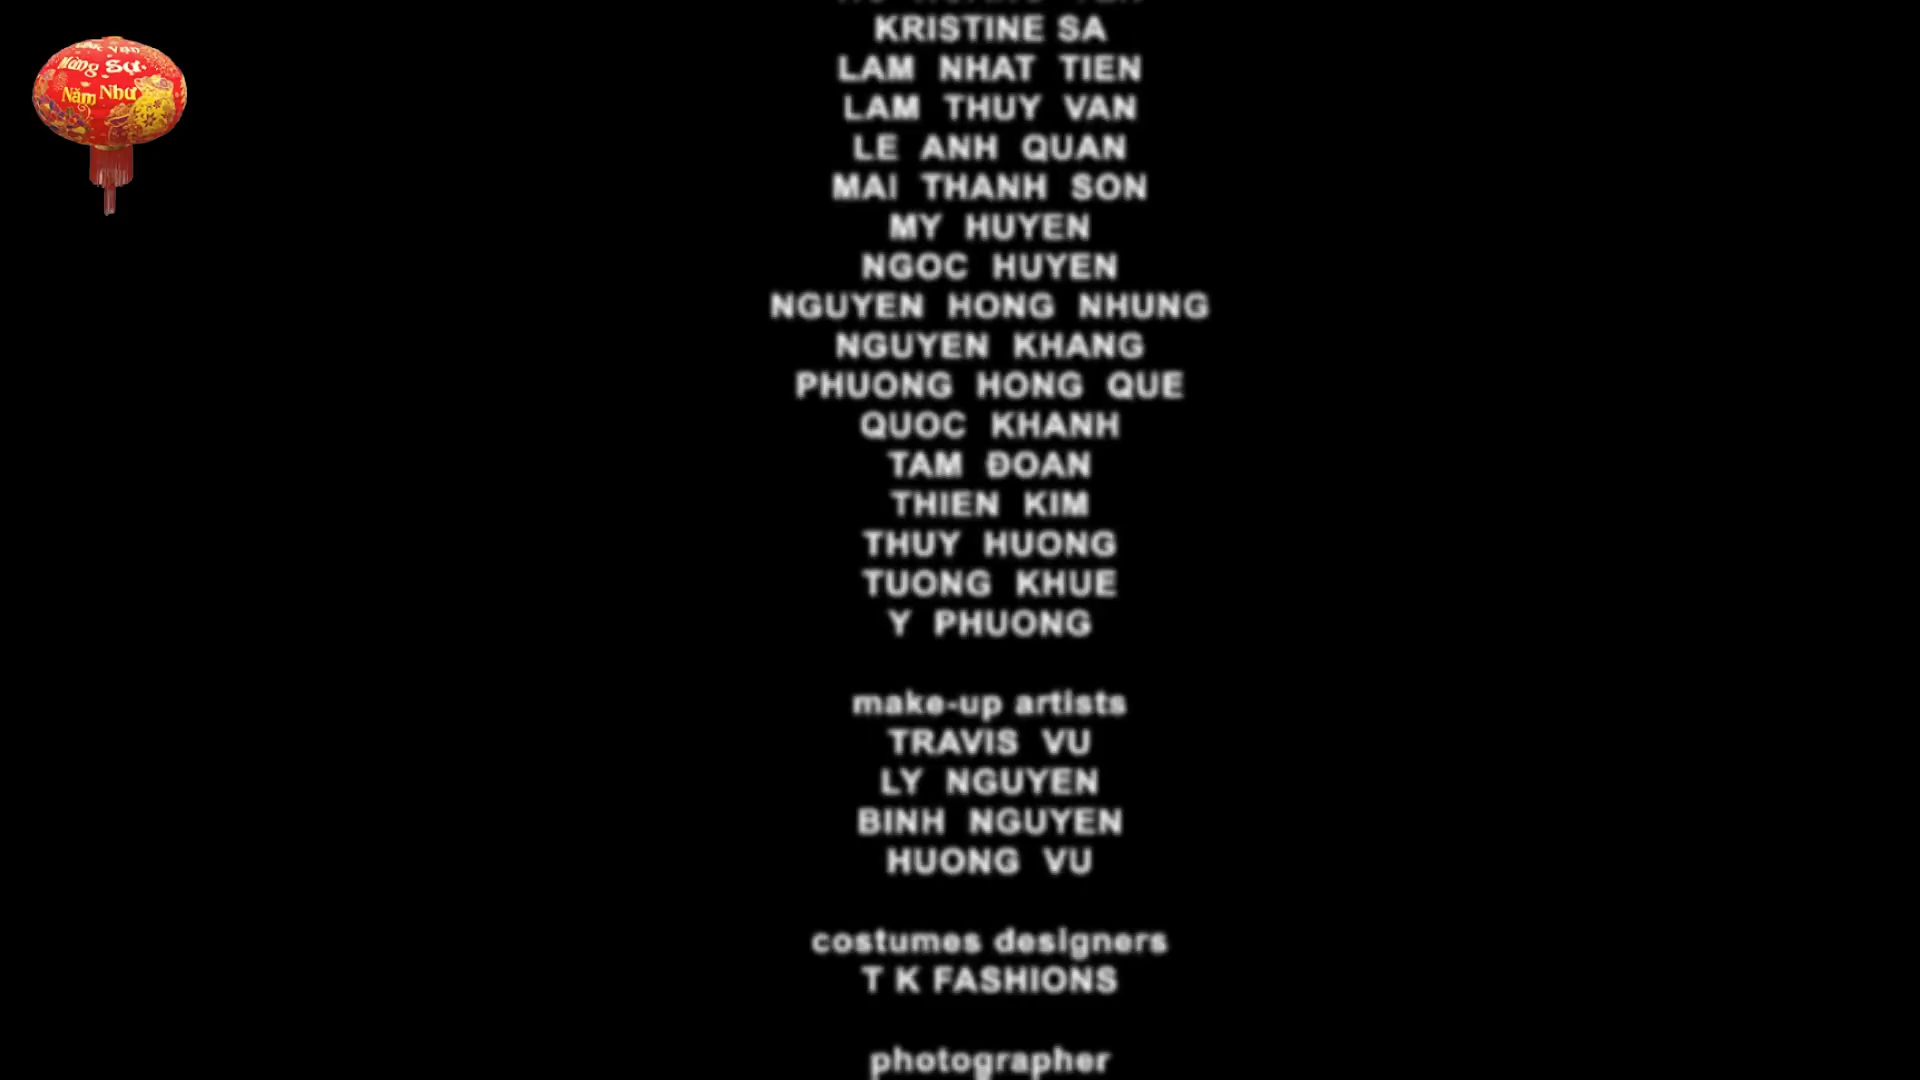 Mừng
Sự
Năm
Như
KRISTINE SA
LAM NHAT TIEN
LAM THUY VAN
LE ANH QUAN
MAI THANH SON
MY HUYEN
NGOC HUYEN
NGUYEN HONG NHUNG
NGUYEN KHANG
PHUONG HONG QUE
QUOC KHANH
TAM ĐOAN
THIEN KIM
THUY HUONG
TUONG KHUE
Y PHUONG
make-up artists
TRAVIS VU
LY NGUYEN
BINH NGUYEN
HUONG VU
costumes designers
T K FASHIONS
photographer